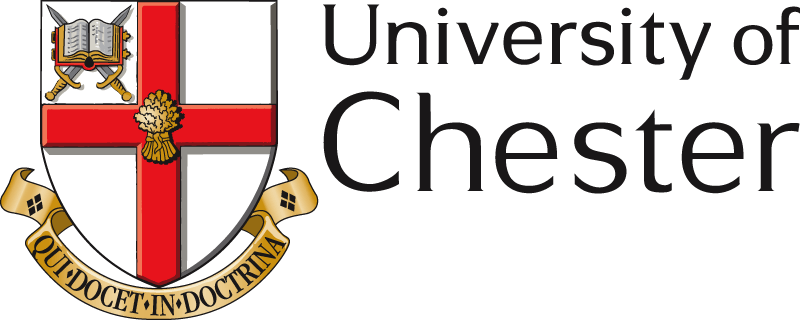 University of
Chester
QUI·DOCET·IN·DOCTRINA